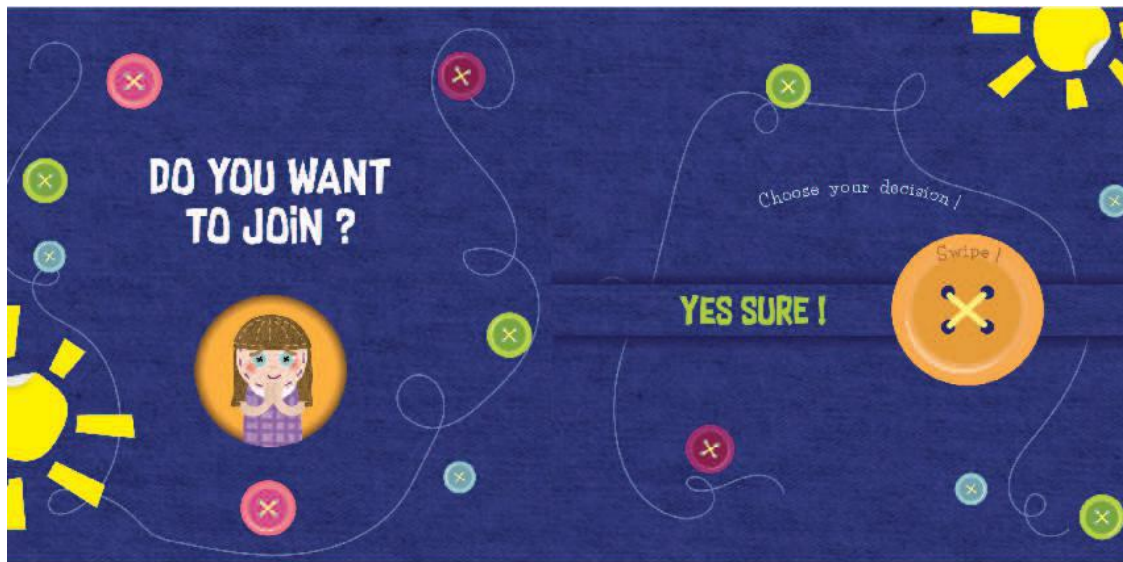 DO YOU WANT
TO JOIN ?
Choose your decision!
Swipe!
YES SURE !